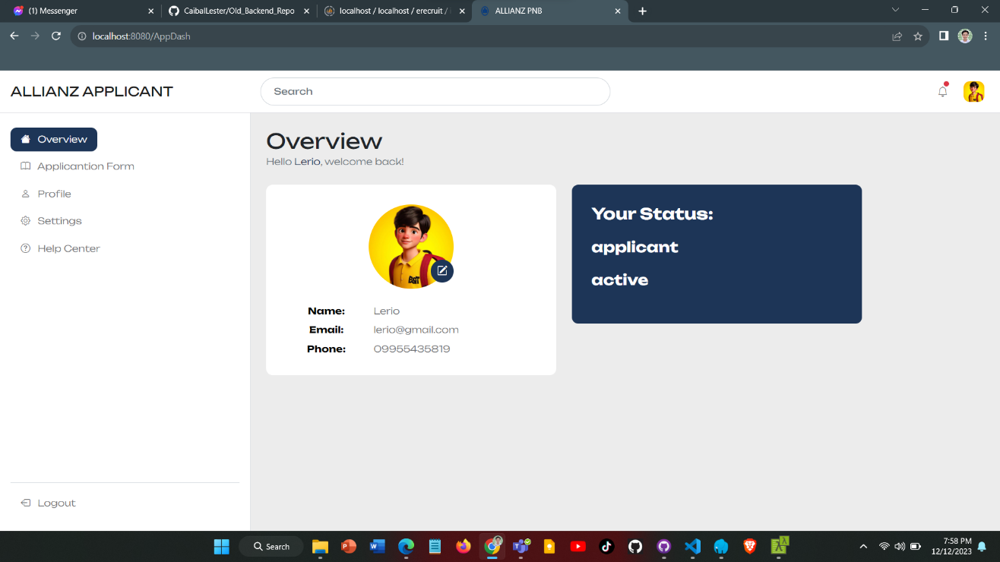 (1) Messenger
CaibalLester/Old_Backend_Repo
localhost / localhost / erecruit /
ALLIANZ PNB
localhost:8080/AppDash
ALLIANZ APPLICANT
Search
Overview
Applicantion Form
Profile
Settings
Help Center
Logout
Overview
Hello Lerio, welcome back!
BSIT
Name: Lerio
Email: lerio@gmail.com
Phone: 09955435819
Your Status:
applicant
active
Search
7:58 PM
12/12/2023